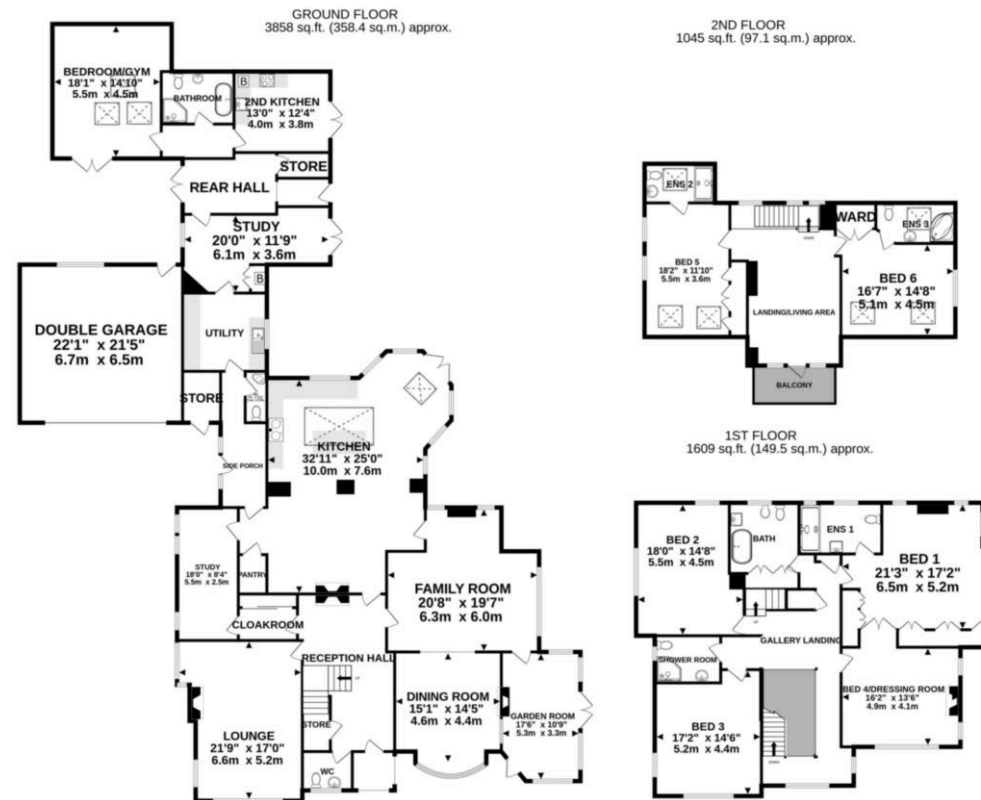 GROUND FLOOR
3858 sq.ft. (358.4 sq.m.) approx.
BEDROOM/GYM
18'1" x 14'10"
5.5m x 4.5m
BATHROOM
B
2ND KITCHEN
13'0" x 12'4"
4.0m x 3.8m
STORE
REAR HALL
STUDY
20'0" x 11'9"
6.1m x 3.6m
B
DOUBLE GARAGE
22'1" x 21'5"
6.7m x 6.5m
UTILITY
STORE
SIDE PORCH
KITCHEN
32'11" x 25'0"
10.0m x 7.6m
STUDY
18'0" x 8'4"
5.5m x 2.5m
PANTRY
CLOAKROOM
FAMILY ROOM
20'8" x 19'7"
6.3m x 6.0m
RECEPTION HALL
UP
STORE
LOUNGE
21'9" x 17'0"
6.6m x 5.2m
WC
DINING ROOM
15'1" x 14'5"
4.6m x 4.4m
GARDEN ROOM
17'6" x 10'9"
5.3m x 3.3m
2ND FLOOR
1045 sq.ft. (97.1 sq.m.) approx.
ENS 2
WARD
ENS 3
DOWN
BED 5
18'2" x 11'10"
5.5m x 3.6m
BED 6
16'7" x 14'8"
5.1m x 4.5m
LANDING/LIVING AREA
BALCONY
1ST FLOOR
1609 sq.ft. (149.5 sq.m.) approx.
BED 2
18'0" x 14'8"
5.5m x 4.5m
BATH
ENS 1
BED 1
21'3" x 17'2"
6.5m x 5.2m
UP
GALLERY LANDING
SHOWER ROOM
BED 4/DRESSING ROOM
16'2" x 13'6"
4.9m x 4.1m
BED 3
17'2" x 14'6"
5.2m x 4.4m
DOWN